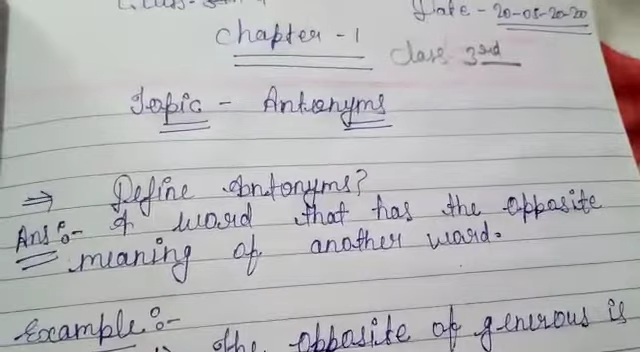 Date - 20-05-2020
Chapter - 1
Class 3rd
Topic - Antonyms
⇒ Define Antonyms?
Ans:- A word that has the opposite
meaning of another word.
Example:-
The opposite of generous is